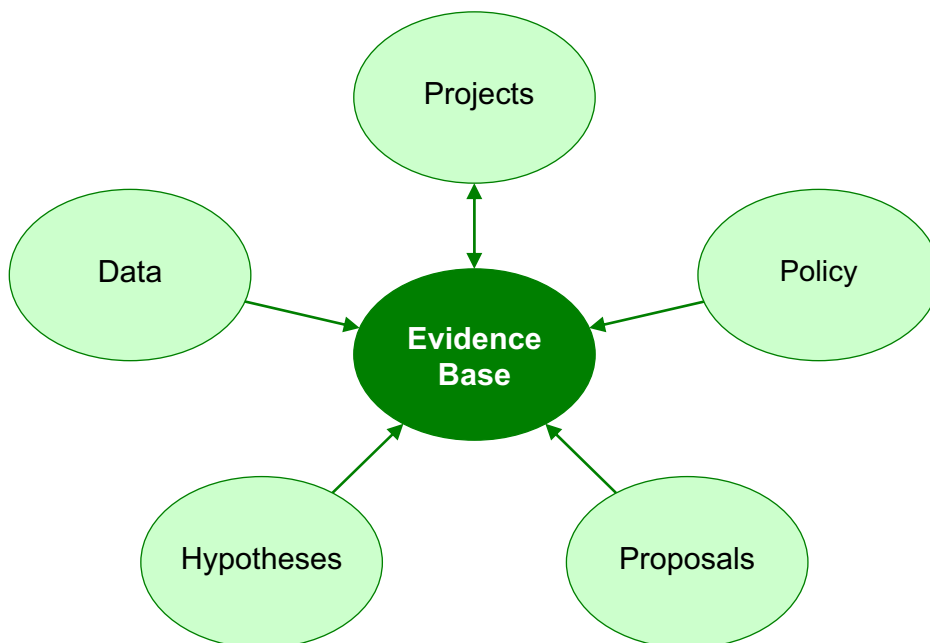 Projects
Data
Policy
Evidence
Base
Hypotheses
Proposals